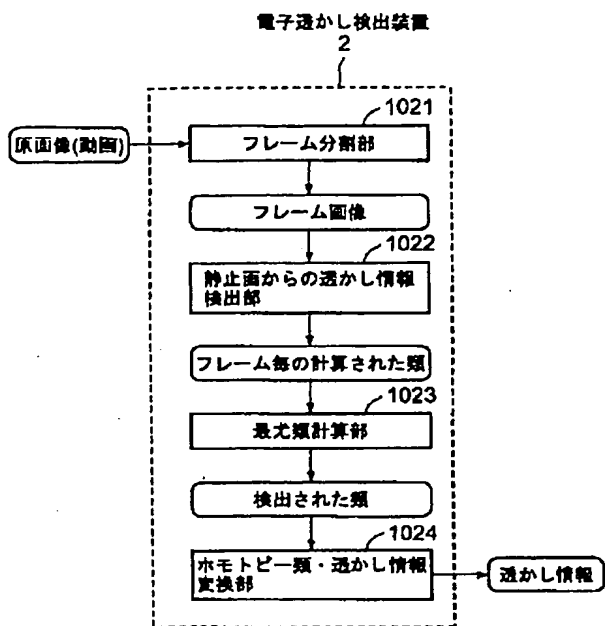 電子透かし検出装置
2
1021
原画像(動画)
フレーム分割部
フレーム画像
1022
静止画からの透かし情報
検出部
フレーム毎の計算された類
1023
最尤類計算部
検出された類
1024
ホモトピー類・透かし情報
変換部
透かし情報